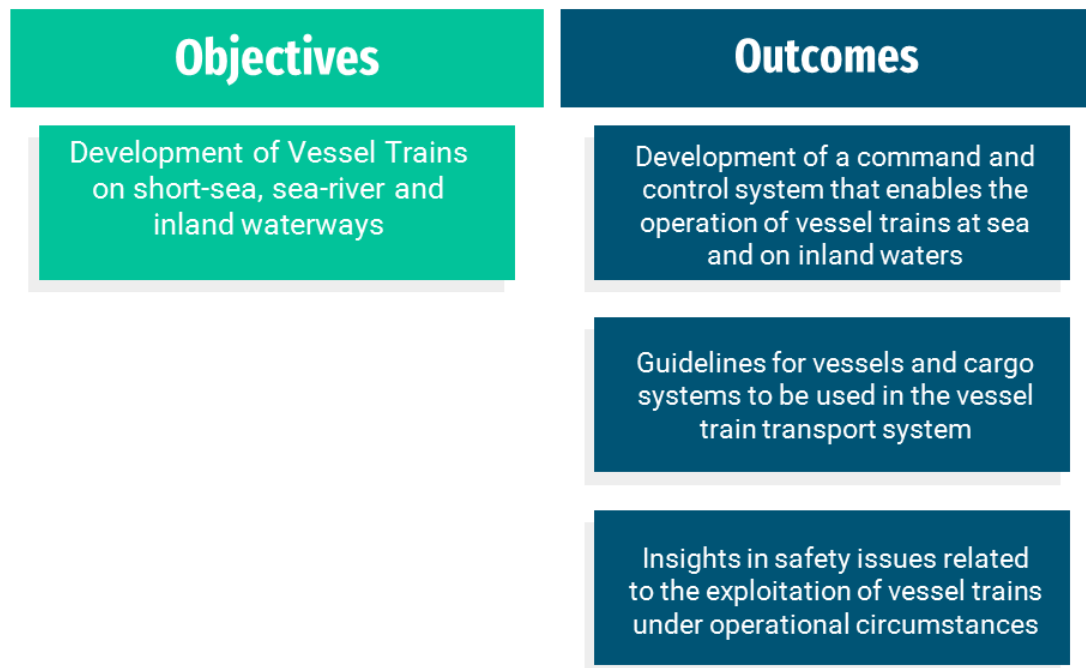 Objectives
Development of Vessel Trains
on short-sea, sea-river and
inland waterways
Outcomes
Development of a command and
control system that enables the
operation of vessel trains at sea
and on inland waters
Guidelines for vessels and cargo
systems to be used in the vessel
train transport system
Insights in safety issues related
to the exploitation of vessel trains
under operational circumstances